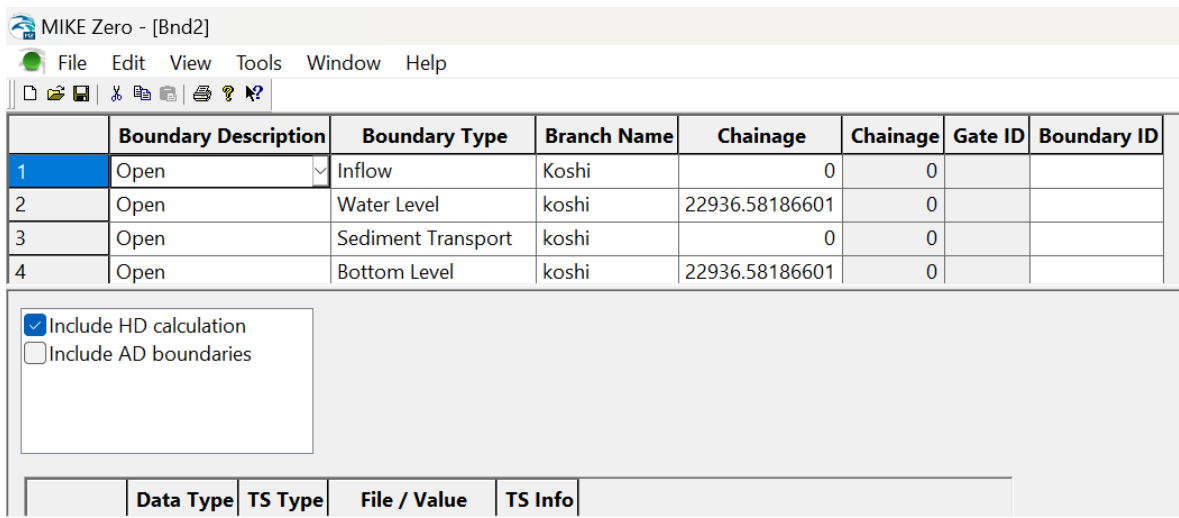 MIKE Zero - [Bnd2]
File Edit View Tools Window Help
Boundary Description Boundary Type Branch Name Chainage Chainage Gate ID Boundary ID
1 Open Inflow Koshi 0 0
2 Open Water Level koshi 22936.58186601 0
3 Open Sediment Transport koshi 0 0
4 Open Bottom Level koshi 22936.58186601 0
Include HD calculation
Include AD boundaries
Data Type TS Type File / Value TS Info